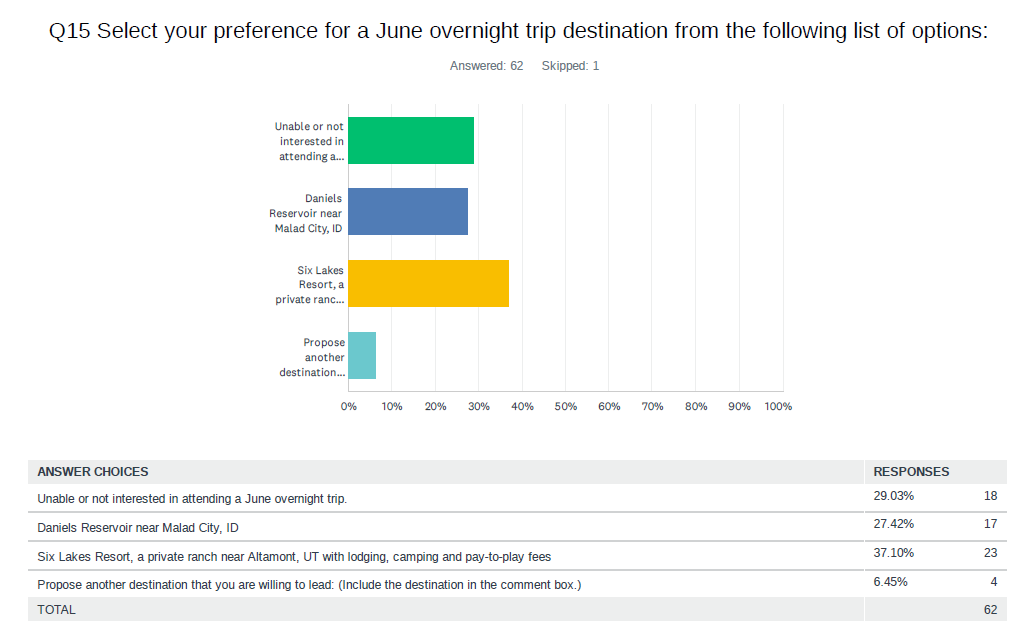 Q15 Select your preference for a June overnight trip destination from the following list of options:
Answered: 62 Skipped: 1
Unable or not
interested in
attending a...
Daniels
Reservoir near
Malad City, ID
Six Lakes
Resort, a
private ranc...
Propose
another
destination...
0% 10% 20% 30% 40% 50% 60% 70% 80% 90% 100%
ANSWER CHOICES RESPONSES
Unable or not interested in attending a June overnight trip. 29.03% 18
Daniels Reservoir near Malad City, ID 27.42% 17
Six Lakes Resort, a private ranch near Altamont, UT with lodging, camping and pay-to-play fees 37.10% 23
Propose another destination that you are willing to lead: (Include the destination in the comment box.) 6.45% 4
TOTAL 62